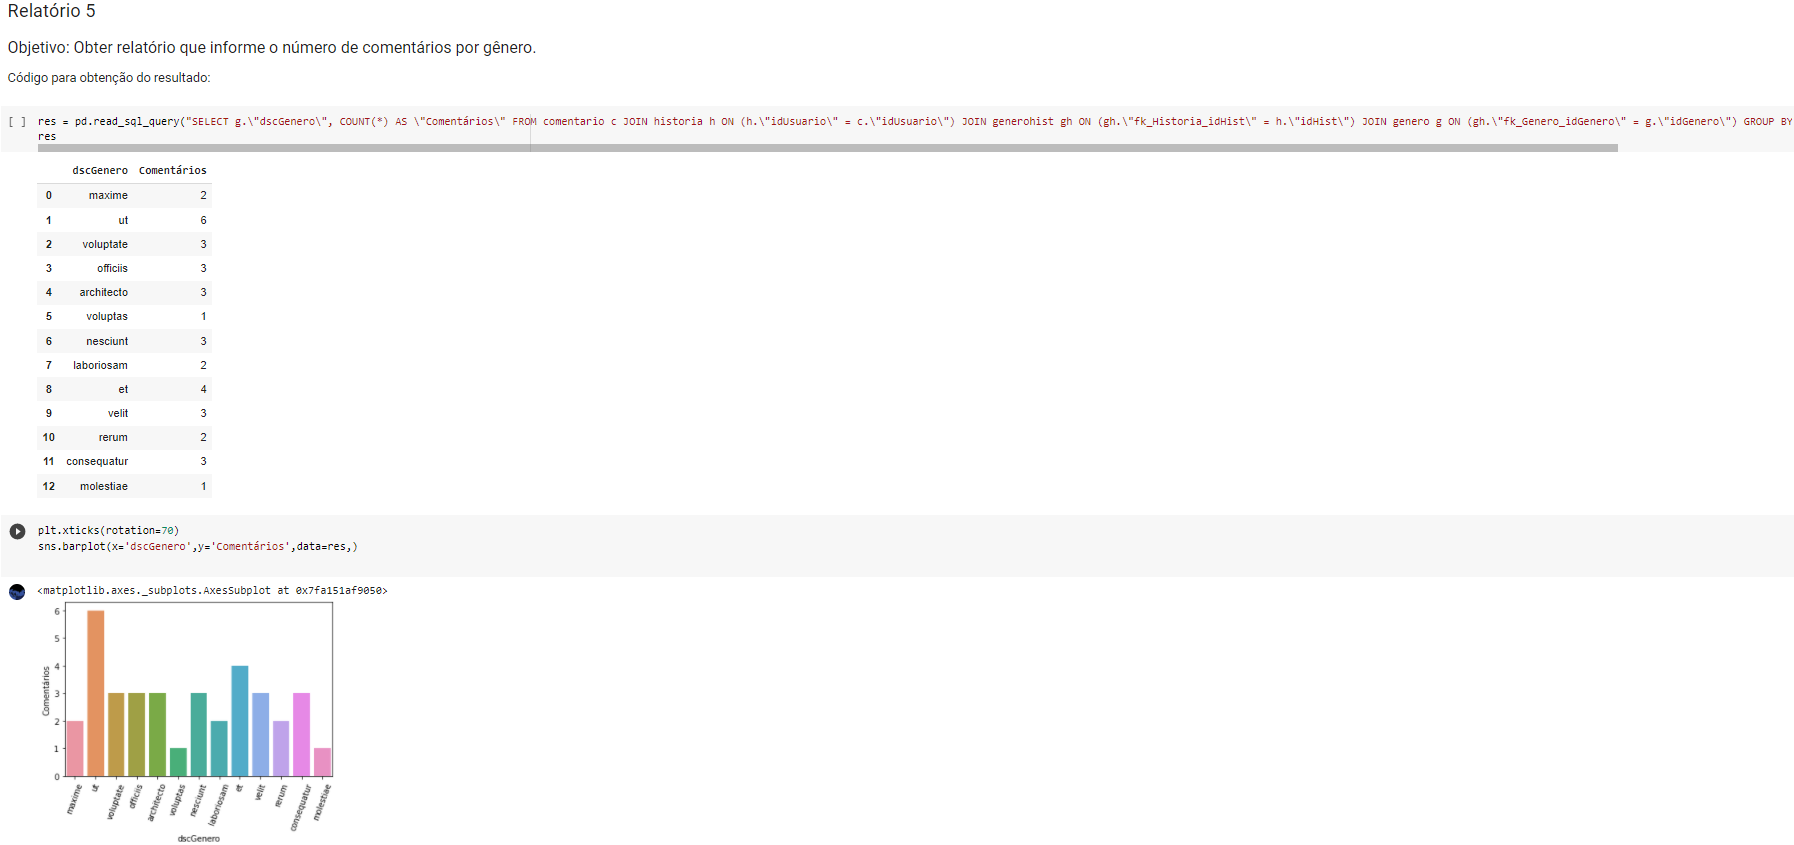 Relatório 5
Objetivo: Obter relatório que informe o número de comentários por gênero.
Código para obtenção do resultado:
[ ] res = pd.read_sql_query("SELECT g.\"dscGenero\", COUNT(*) AS \"Comentários\" FROM comentario c JOIN historia h ON (h.\"idUsuario\" = c.\"idUsuario\") JOIN generohist gh ON (gh.\"fk_Historia_idHist\" = h.\"idHist\") JOIN genero g ON (gh.\"fk_Genero_idGenero\" = g.\"idGenero\") GROUP BY
res
dscGenero Comentários
0 maxime 2
1 ut 6
2 voluptate 3
3 officiis 3
4 architecto 3
5 voluptas 1
6 nesciunt 3
7 laboriosam 2
8 et 4
9 velit 3
10 rerum 2
11 consequatur 3
12 molestiae 1
plt.xticks(rotation=70)
sns.barplot(x='dscGenero',y='Comentários',data=res,)
<matplotlib.axes._subplots.AxesSubplot at 0x7fa151af9050>
6
5
4
3
2
1
0
Comentários
maxime ut voluptate officiis architecto voluptas nesciunt laboriosam et velit rerum consequatur molestiae
dscGenero